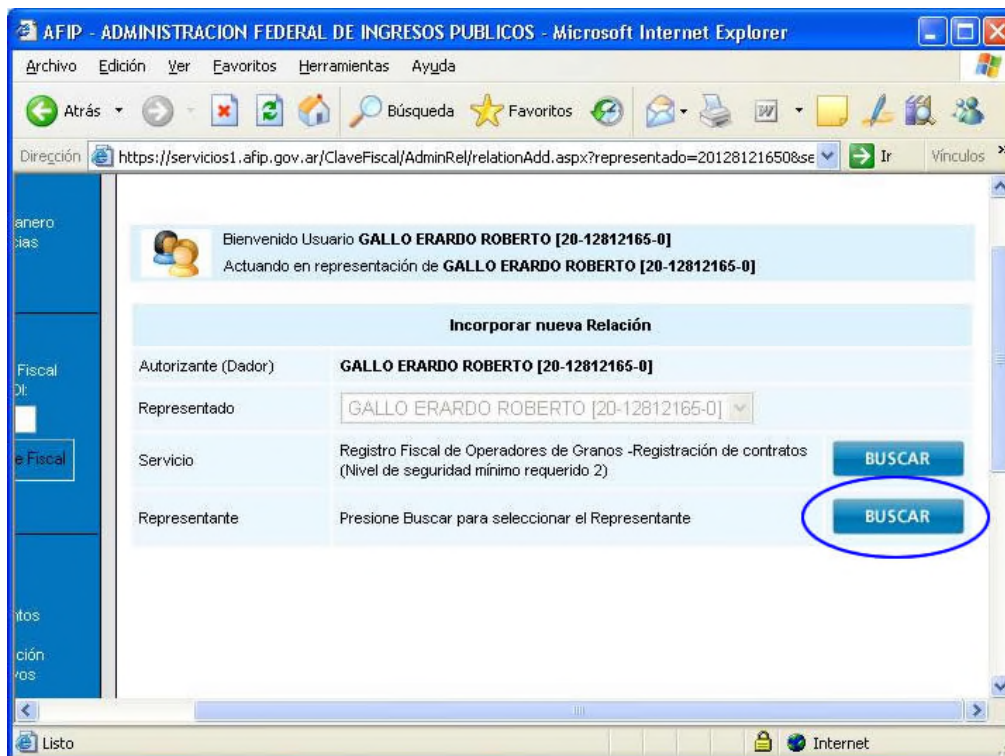 AFIP - ADMINISTRACION FEDERAL DE INGRESOS PUBLICOS - Microsoft Internet Explorer
Archivo Edición Ver Favoritos Herramientas Ayuda
Atrás Búsqueda Favoritos
Dirección https://servicios1.afip.gov.ar/ClaveFiscal/AdminRel/relationAdd.aspx?representado=20128121650&se Ir Vínculos »
anero
cias
Bienvenido Usuario GALLO ERARDO ROBERTO [20-12812165-0]
Actuando en representación de GALLO ERARDO ROBERTO [20-12812165-0]
Incorporar nueva Relación
Fiscal
DI:
e Fiscal
Autorizante (Dador) GALLO ERARDO ROBERTO [20-12812165-0]
Representado GALLO ERARDO ROBERTO [20-12812165-0]
Servicio Registro Fiscal de Operadores de Granos -Registración de contratos
(Nivel de seguridad mínimo requerido 2) BUSCAR
Representante Presione Buscar para seleccionar el Representante BUSCAR
ntos
ción
vos
Listo Internet